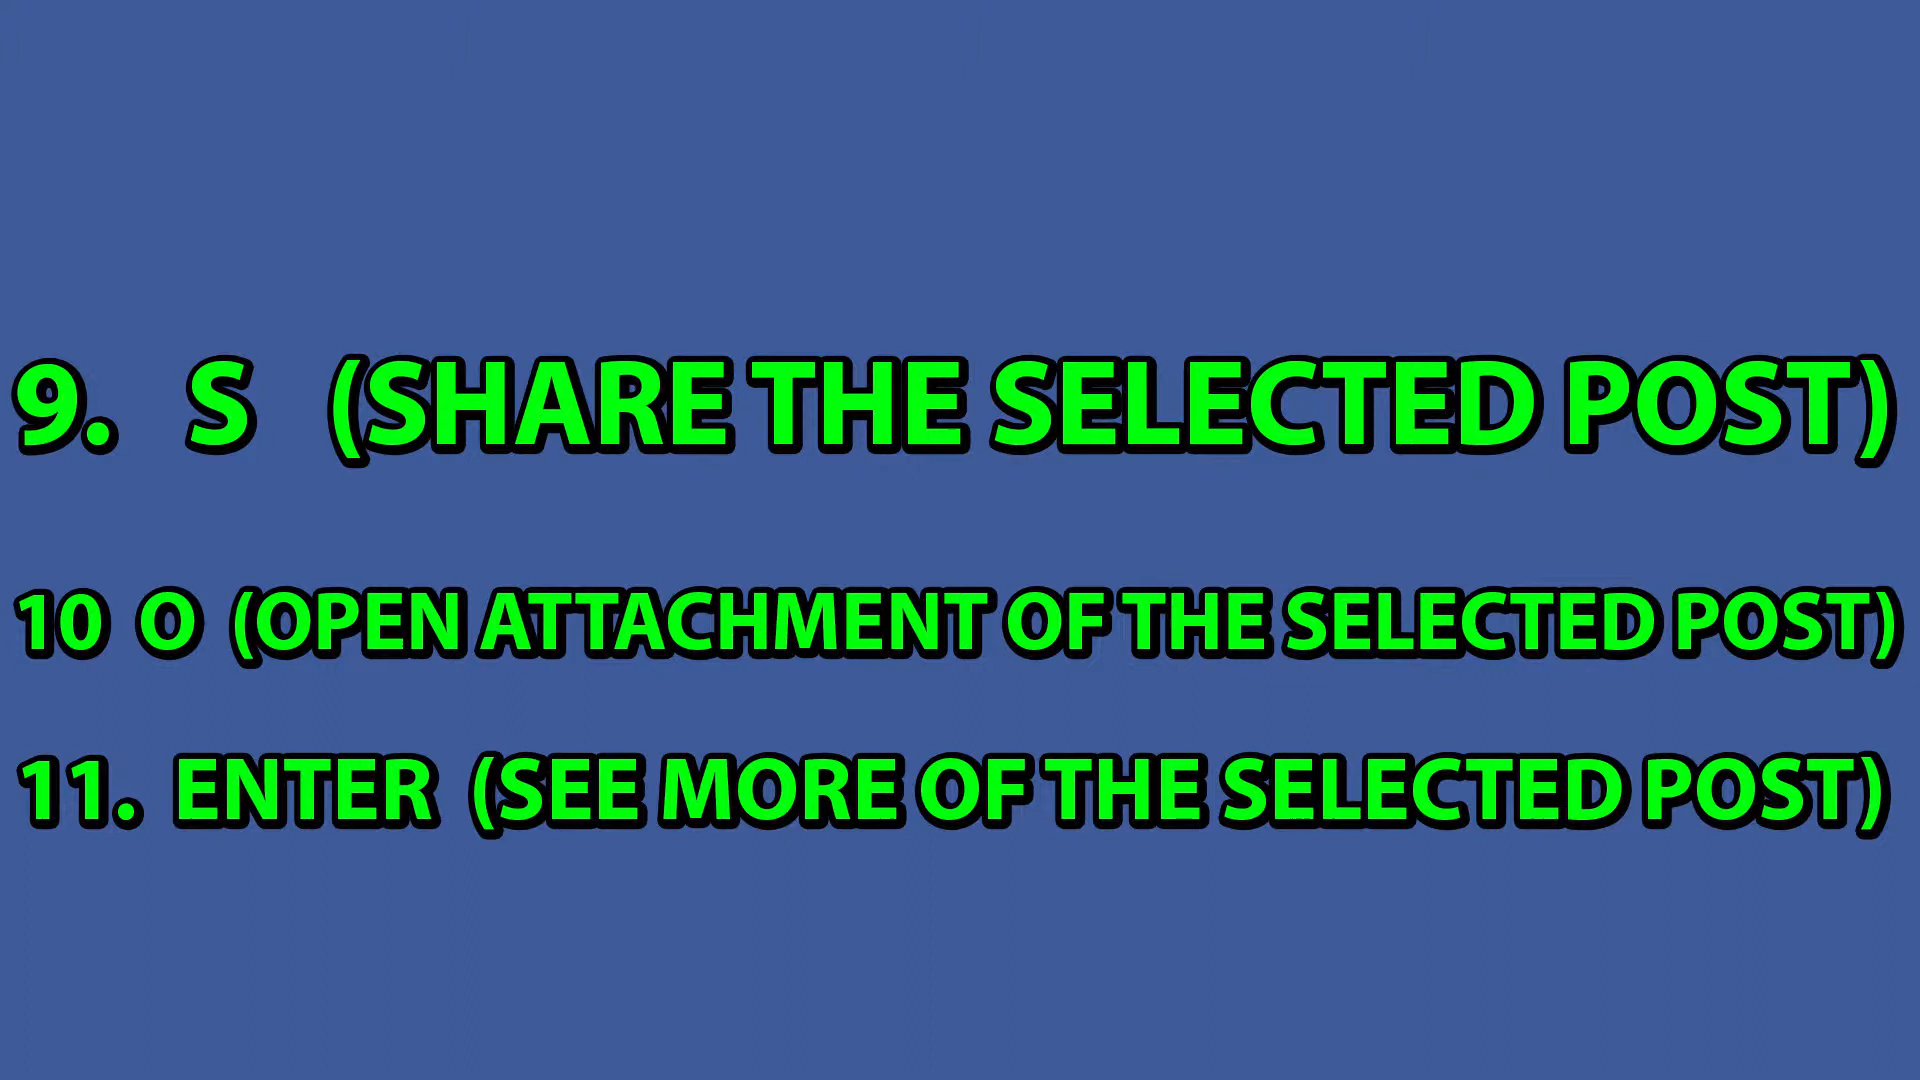 9. S (SHARE THE SELECTED POST)
10 O (OPEN ATTACHMENT OF THE SELECTED POST)
11. ENTER (SEE MORE OF THE SELECTED POST)